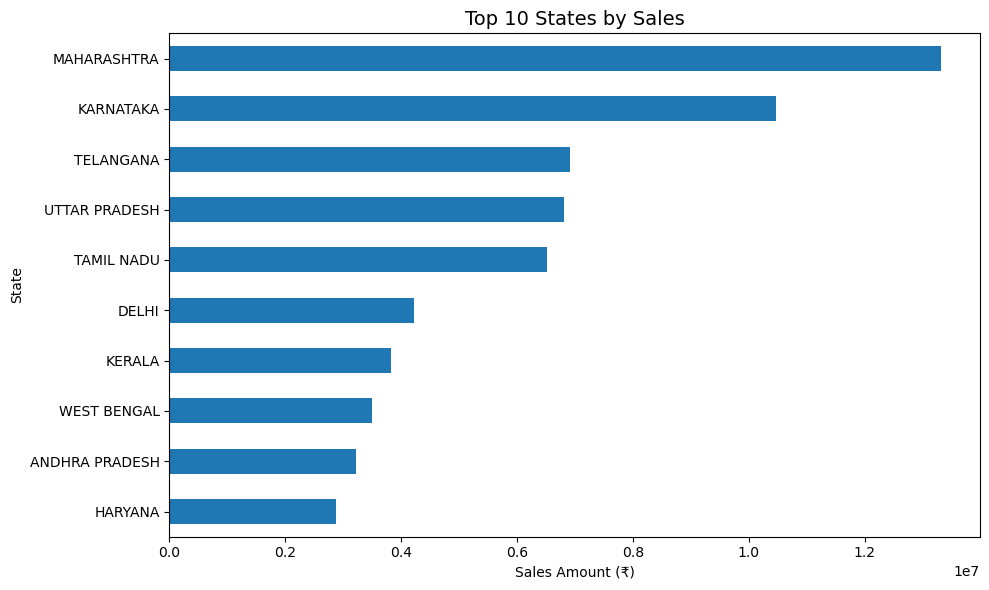 Top 10 States by Sales
MAHARASHTRA
KARNATAKA
TELANGANA
UTTAR PRADESH
TAMIL NADU
DELHI
KERALA
WEST BENGAL
ANDHRA PRADESH
HARYANA
State
0.0 0.2 0.4 0.6 0.8 1.0 1.2
1e7
Sales Amount (₹)